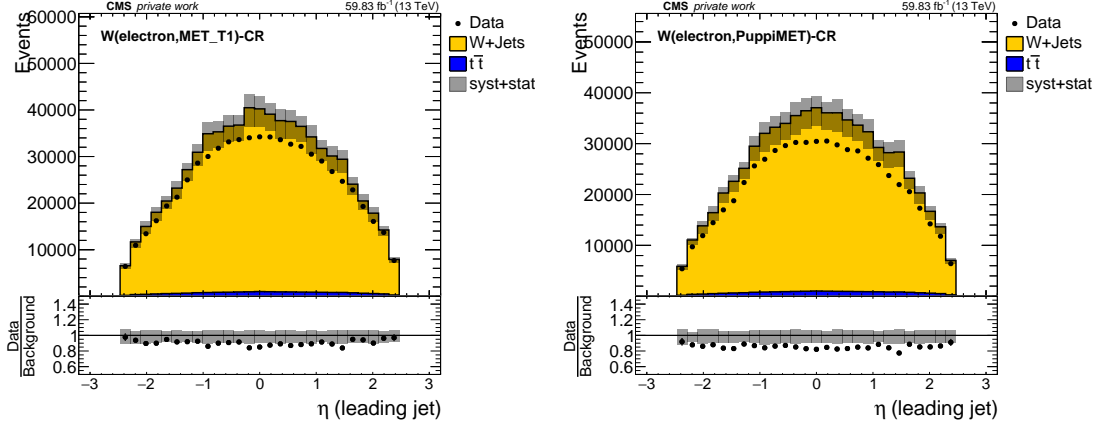 CMS private work 59.83 fb⁻¹ (13 TeV)
W(electron,MET_T1)-CR
Events
60000
50000
40000
30000
20000
10000
Data
W+Jets
tt̅
syst+stat
Data
Background
1.4
1.2
1
0.8
0.6
−3 −2 −1 0 1 2 3
η (leading jet)
CMS private work 59.83 fb⁻¹ (13 TeV)
W(electron,PuppiMET)-CR
Events
50000
40000
30000
20000
10000
Data
W+Jets
tt̅
syst+stat
Data
Background
1.4
1.2
1
0.8
0.6
−3 −2 −1 0 1 2 3
η (leading jet)